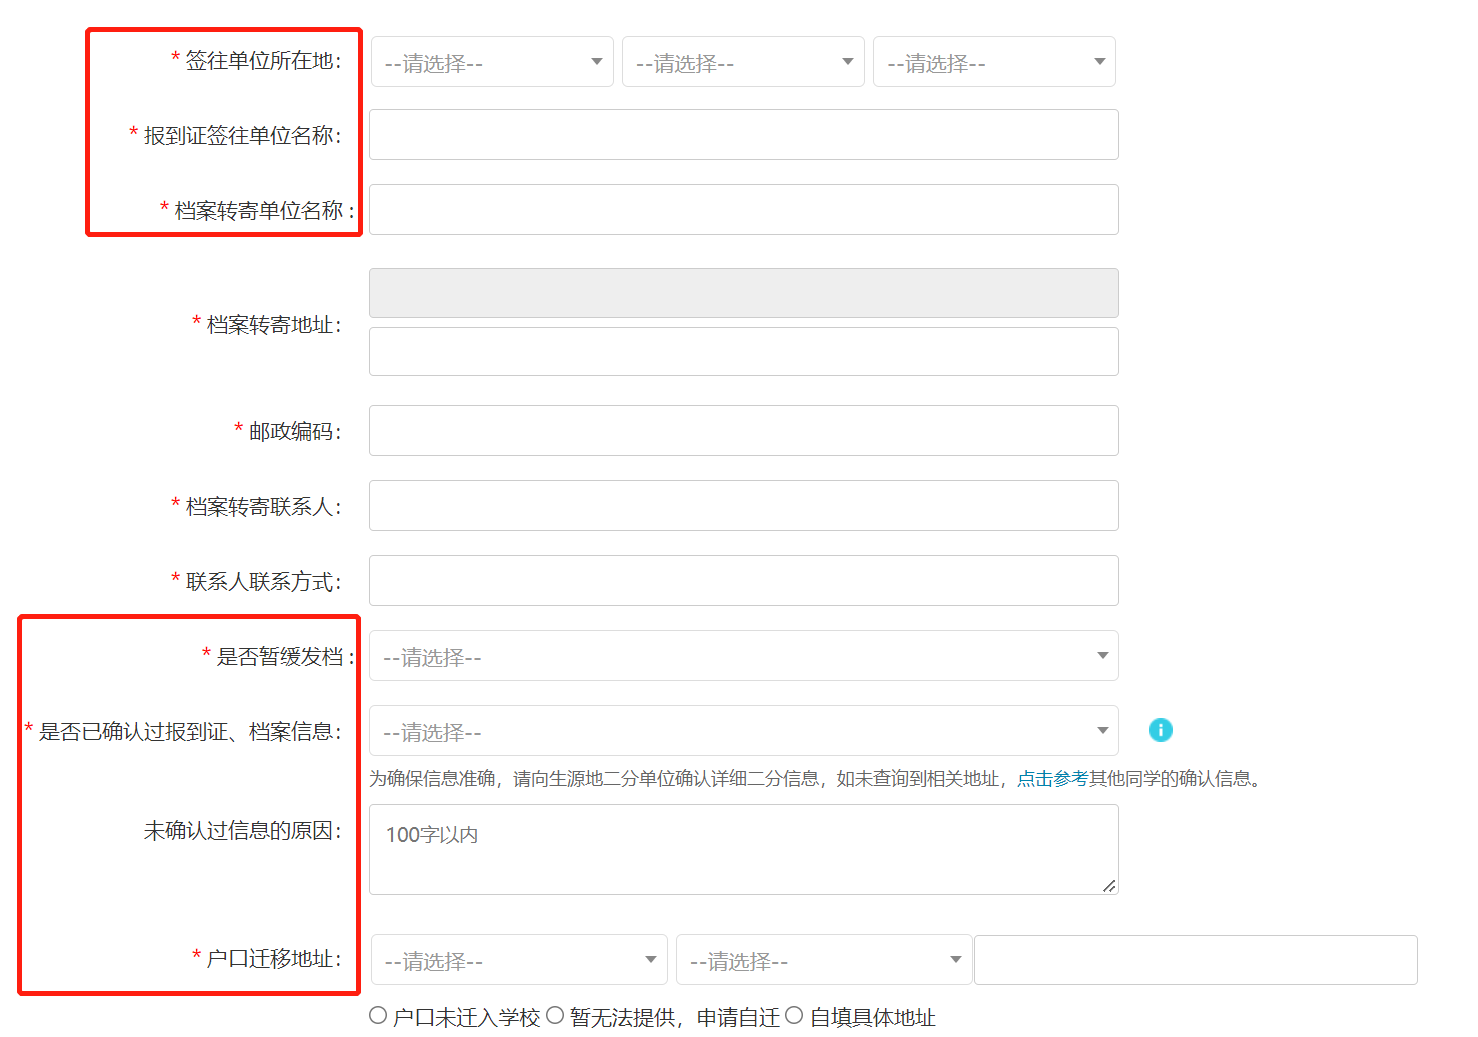 * 签往单位所在地: --请选择-- --请选择-- --请选择--
* 报到证签往单位名称:
* 档案转寄单位名称:
* 档案转寄地址:
* 邮政编码:
* 档案转寄联系人:
* 联系人联系方式:
* 是否暂缓发档: --请选择--
* 是否已确认过报到证、档案信息: --请选择--
为确保信息准确，请向生源地二分单位确认详细二分信息，如未查询到相关地址，点击参考其他同学的确认信息。
未确认过信息的原因: 100字以内
* 户口迁移地址: --请选择-- --请选择--
户口未迁入学校 暂无法提供，申请自迁 自填具体地址